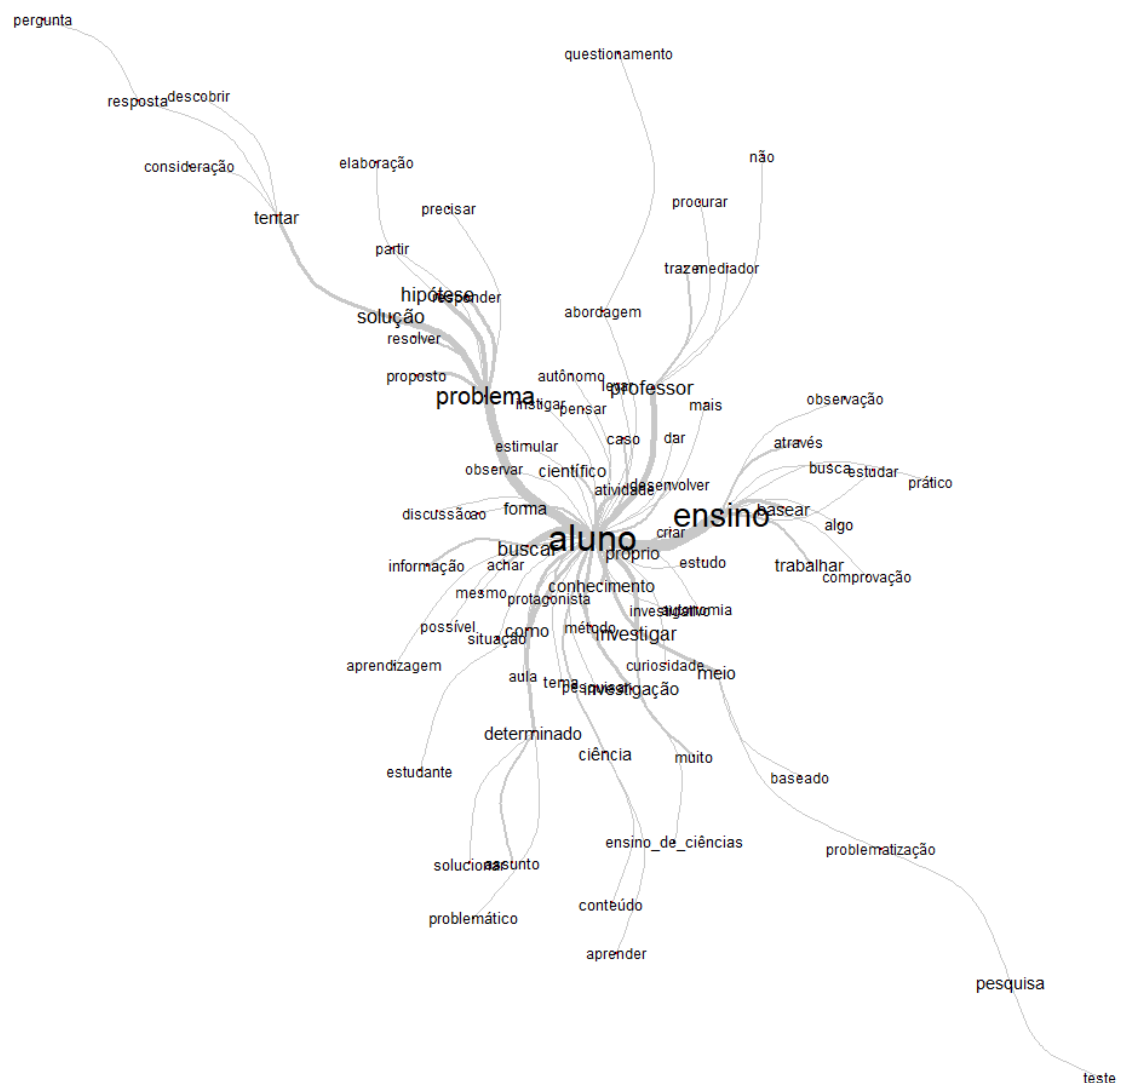 pergunta
questionamento
resposta
descobrir
consideração
elaboração
não
tentar
precisar
procurar
partir
trazer
mediador
hipótese
responder
solução
abordagem
resolver
proposto
autônomo
problema
levar
professor
instigar
pensar
mais
observação
estimular
caso
dar
através
observar
científico
busca
estudar
prático
atividade
desenvolver
discussão
ao
forma
ensino
basear
algo
aluno
criar
buscar
próprio
informação
achar
estudo
trabalhar
comprovação
conhecimento
mesmo
protagonista
investigativo
autonomia
possível
situação
como
método
investigar
aprendizagem
aula
tema
pesquisar
investigação
curiosidade
meio
determinado
ciência
muito
estudante
baseado
ensino_de_ciências
problematização
solucionar
assunto
problemático
conteúdo
aprender
pesquisa
teste